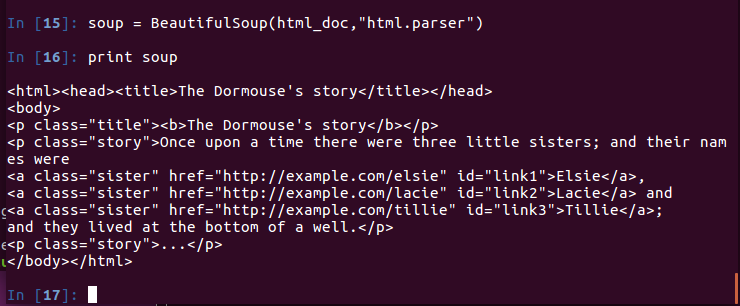 In [15]: soup = BeautifulSoup(html_doc,"html.parser")
In [16]: print soup
<html><head><title>The Dormouse's story</title></head>
<body>
<p class="title"><b>The Dormouse's story</b></p>
<p class="story">Once upon a time there were three little sisters; and their nam
es were
<a class="sister" href="http://example.com/elsie" id="link1">Elsie</a>,
<a class="sister" href="http://example.com/lacie" id="link2">Lacie</a> and
<a class="sister" href="http://example.com/tillie" id="link3">Tillie</a>;
and they lived at the bottom of a well.</p>
<p class="story">...</p>
</body></html>
In [17]: